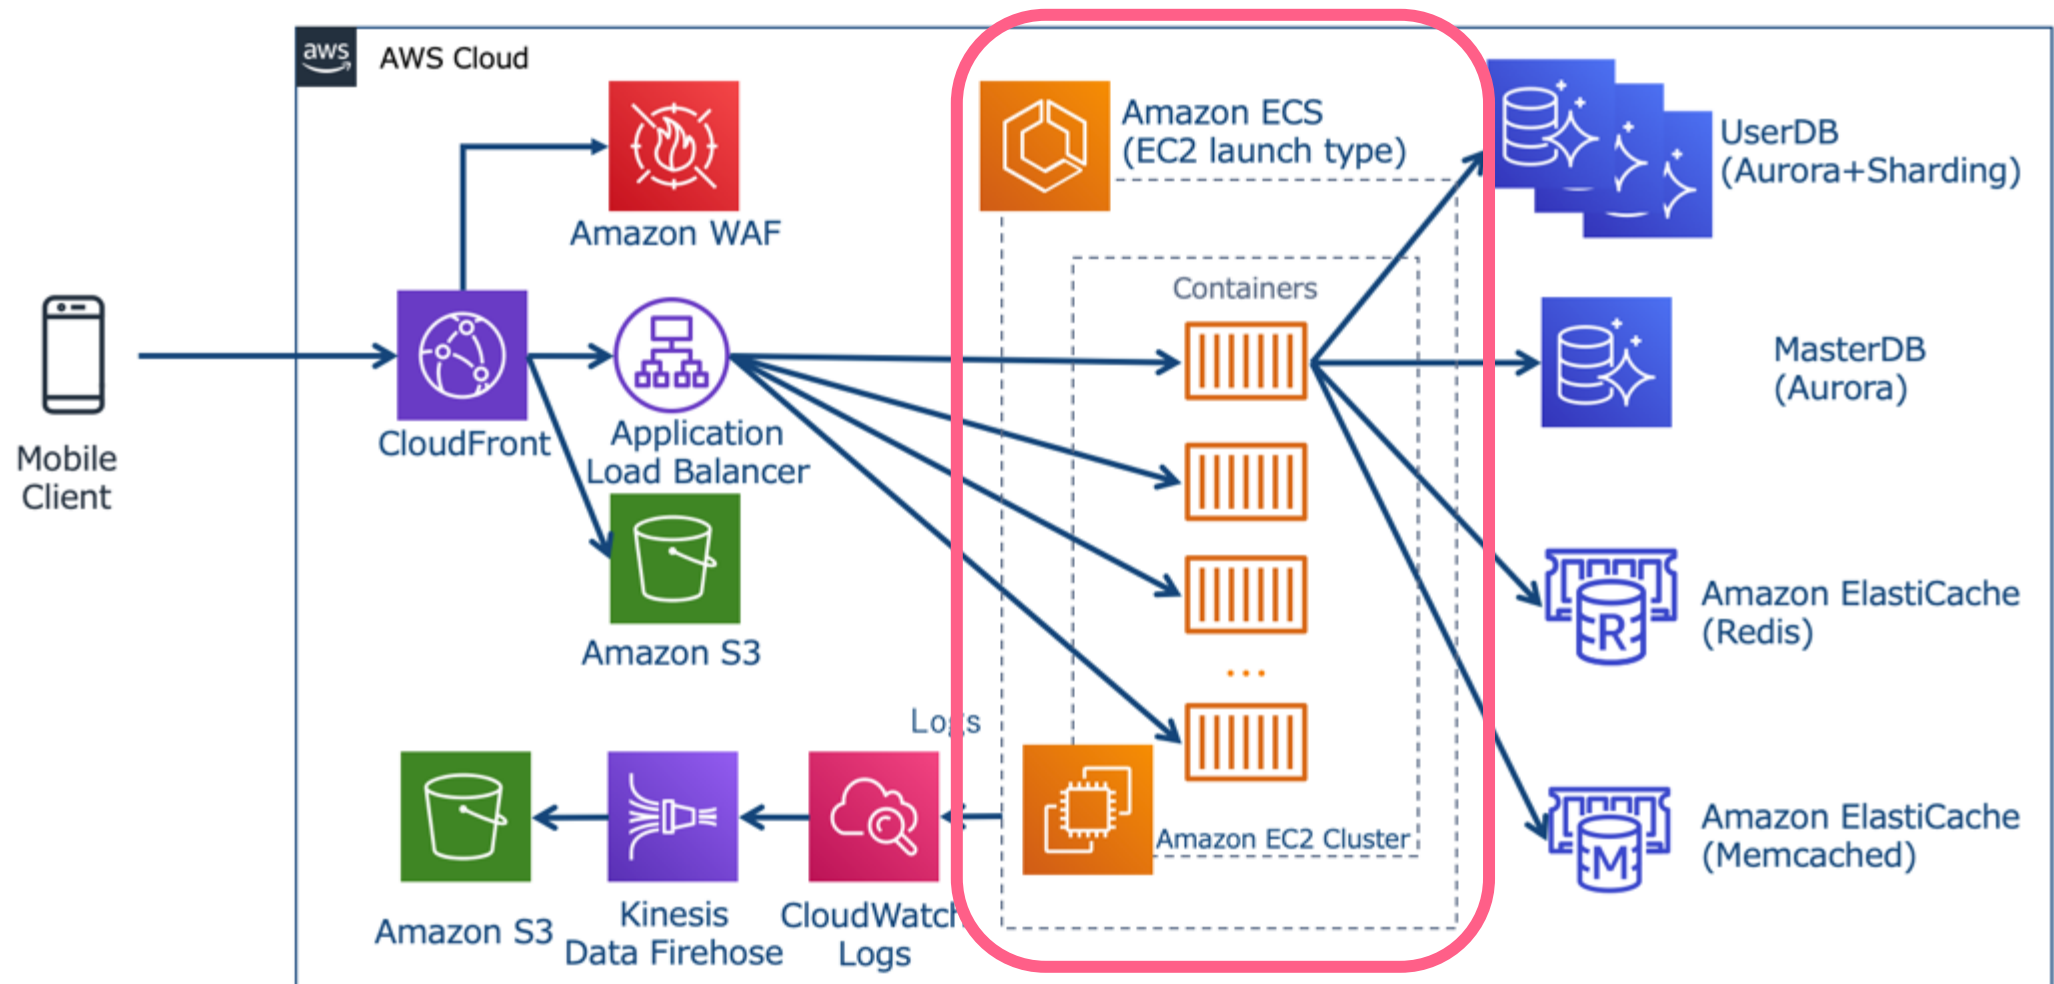 aws
AWS Cloud
Amazon WAF
Amazon ECS
(EC2 launch type)
UserDB
(Aurora+Sharding)
Containers
Mobile
Client
CloudFront
Application
Load Balancer
MasterDB
(Aurora)
Amazon S3
Amazon ElastiCache
(Redis)
R
...
Logs
Amazon EC2 Cluster
Amazon ElastiCache
(Memcached)
M
Amazon S3
Kinesis
Data Firehose
CloudWatch
Logs